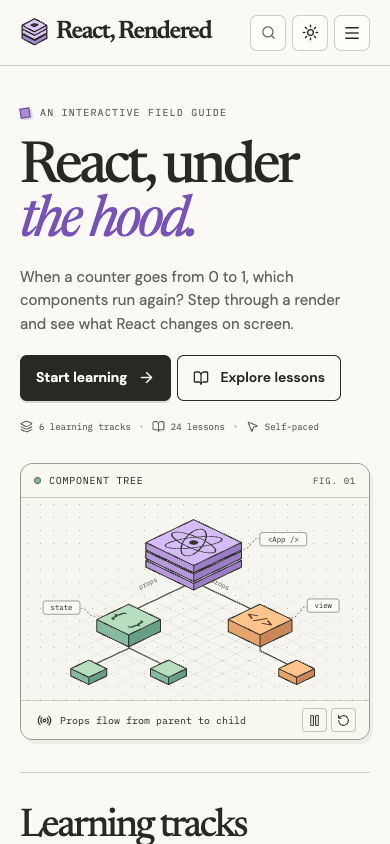 React, Rendered
AN INTERACTIVE FIELD GUIDE
React, under
the hood.
When a counter goes from 0 to 1, which
components run again? Step through a render
and see what React changes on screen.
Start learning
Explore lessons
6 learning tracks
24 lessons
Self-paced
COMPONENT TREE
FIG. 01
<App />
props
props
state
view
</>
Props flow from parent to child
Learning tracks